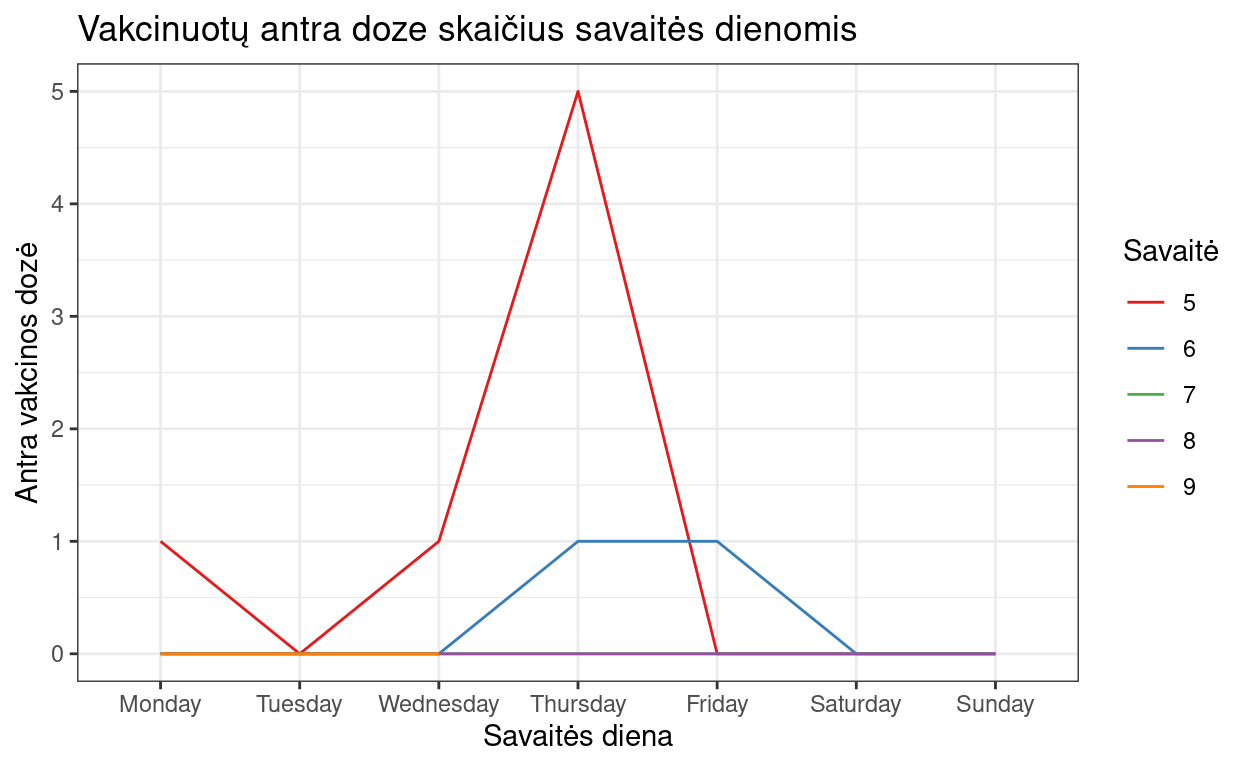 Vakcinuotų antra doze skaičius savaitės dienomis
Antra vakcinos dozė
5
4
3
2
1
0
Monday Tuesday Wednesday Thursday Friday Saturday Sunday
Savaitės diena
Savaitė
5
6
7
8
9